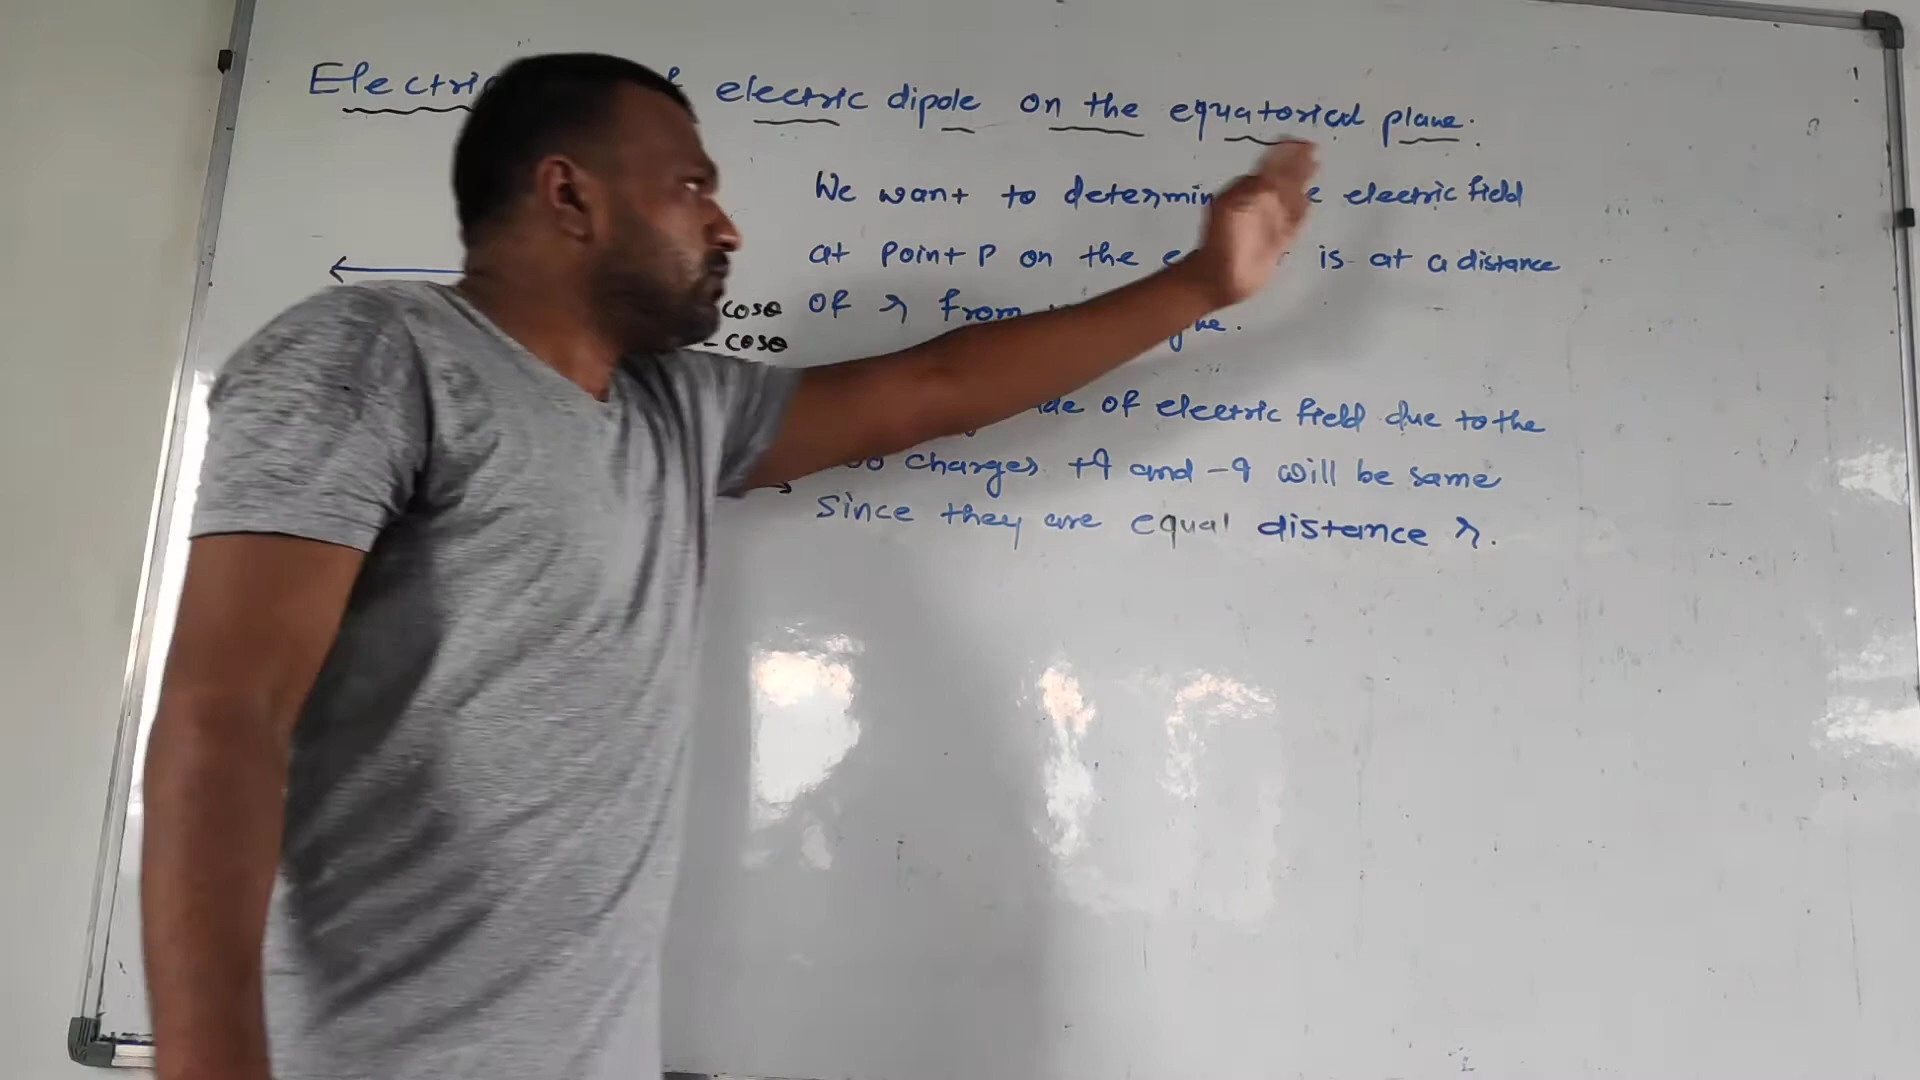 Electric electric dipole on the equatorical plane.
We want to determin electric field
at point P on the is at a distance
cosθ of r from
- cosθ
of electric field due to the
charges +q and -q will be same
since they are equal distance r.